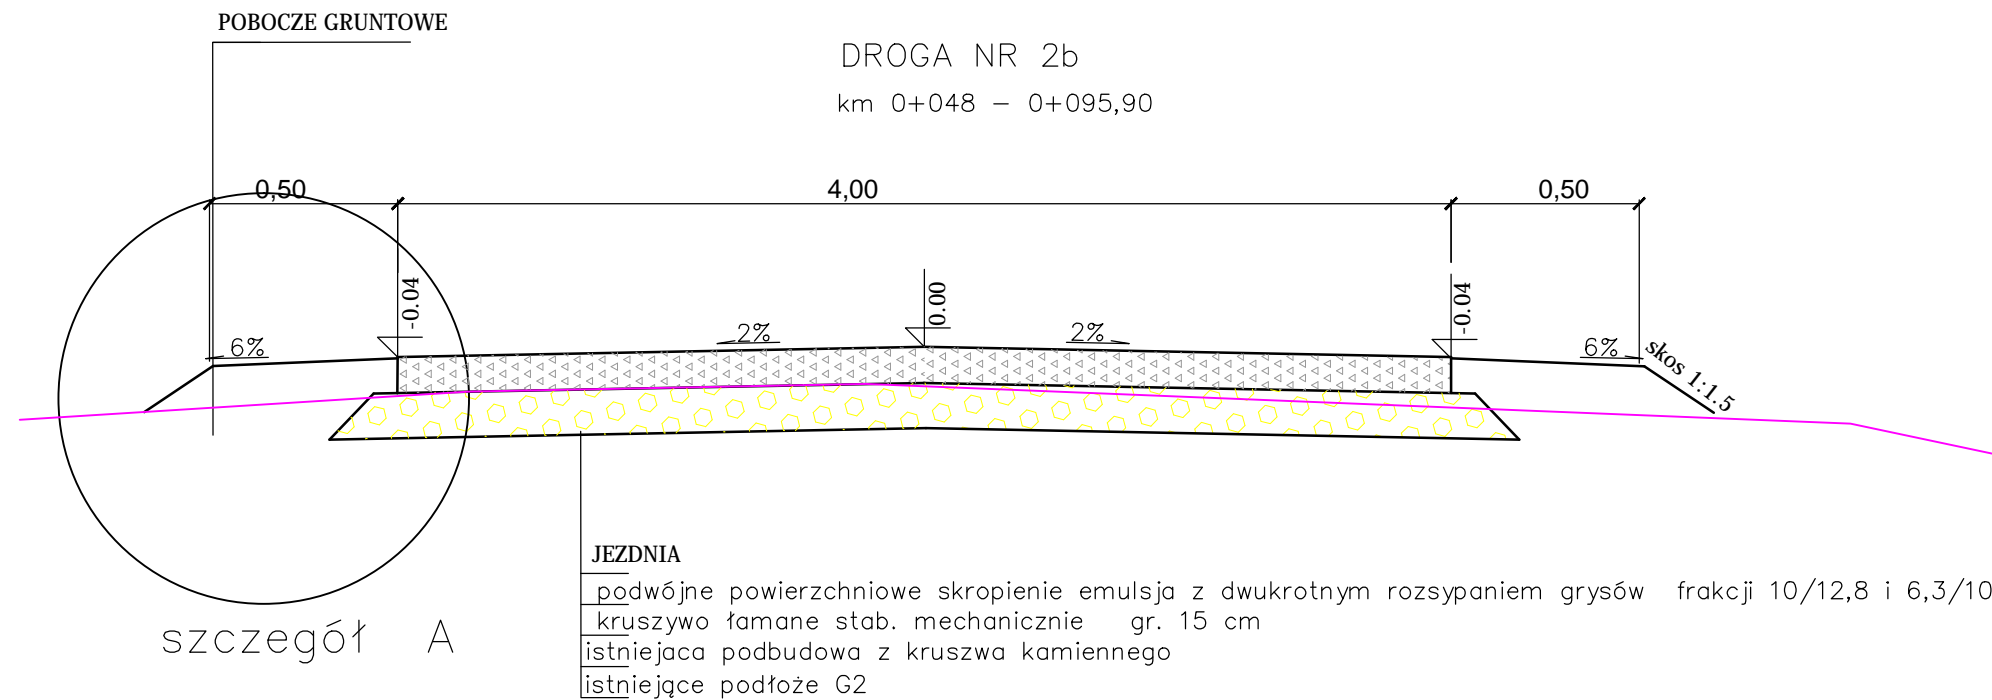 POBOCZE GRUNTOWE
DROGA NR 2b
km 0+048 – 0+095,90
0,50
4,00
0,50
-0.04
0.00
-0.04
6%
2%
2%
6%
skos 1:1.5
JEZDNIA
podwójne powierzchniowe skropienie emulsja z dwukrotnym rozsypaniem grysów frakcji 10/12,8 i 6,3/10
kruszywo łamane stab. mechanicznie gr. 15 cm
istniejaca podbudowa z kruszwa kamiennego
istniejące podłoże G2
szczegół A